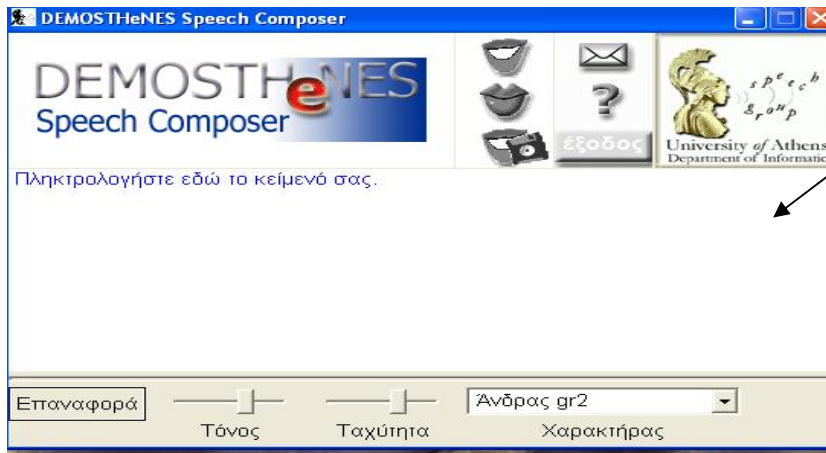 DEMOSTHeNES Speech Composer
DEMOSTHeNES
Speech Composer
έξοδος
speech
group
University of Athens
Department of Informatic
Πληκτρολογήστε εδώ το κείμενό σας.
Επαναφορά
Τόνος
Ταχύτητα
Άνδρας gr2
Χαρακτήρας